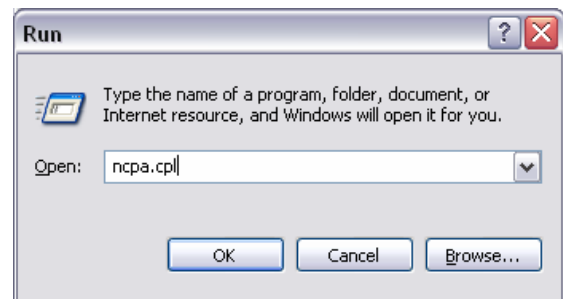 Run
Type the name of a program, folder, document, or
Internet resource, and Windows will open it for you.
Open: ncpa.cpl
OK Cancel Browse...